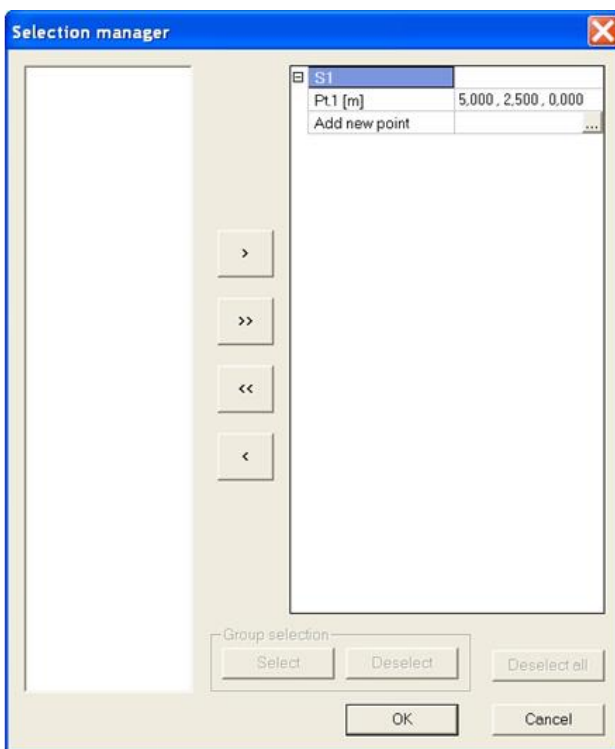 Selection manager
S1
Pt.1 [m] 5,000 , 2,500 , 0,000
Add new point ...
>
>>
<<
<
Group selection
Select Deselect Deselect all
OK Cancel